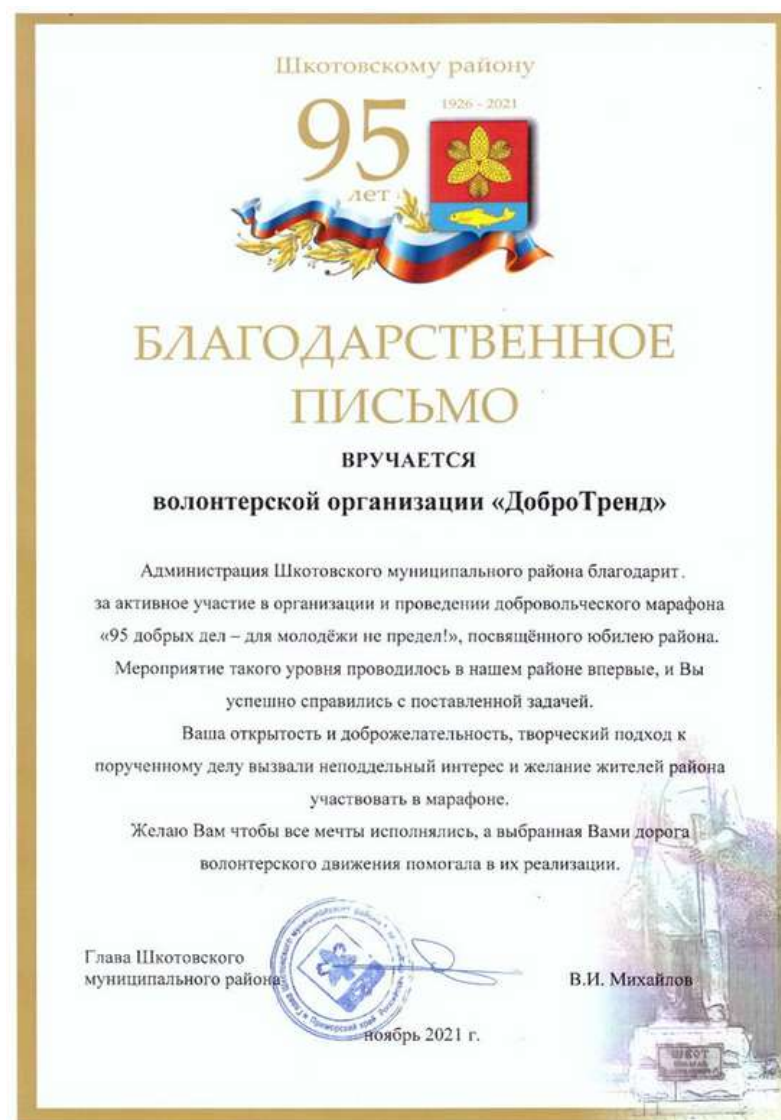 Шкотовскому району
95
1926 - 2021
лет
БЛАГОДАРСТВЕННОЕ
ПИСЬМО
ВРУЧАЕТСЯ
волонтерской организации «ДоброТренд»
Администрация Шкотовского муниципального района благодарит.
за активное участие в организации и проведении добровольческого марафона
«95 добрых дел – для молодёжи не предел!», посвящённого юбилею района.
Мероприятие такого уровня проводилось в нашем районе впервые, и Вы
успешно справились с поставленной задачей.
Ваша открытость и доброжелательность, творческий подход к
порученному делу вызвали неподдельный интерес и желание жителей района
участвовать в марафоне.
Желаю Вам чтобы все мечты исполнялись, а выбранная Вами дорога
волонтерского движения помогала в их реализации.
Глава Шкотовского
муниципального района
В.И. Михайлов
ноябрь 2021 г.
ШКОТ